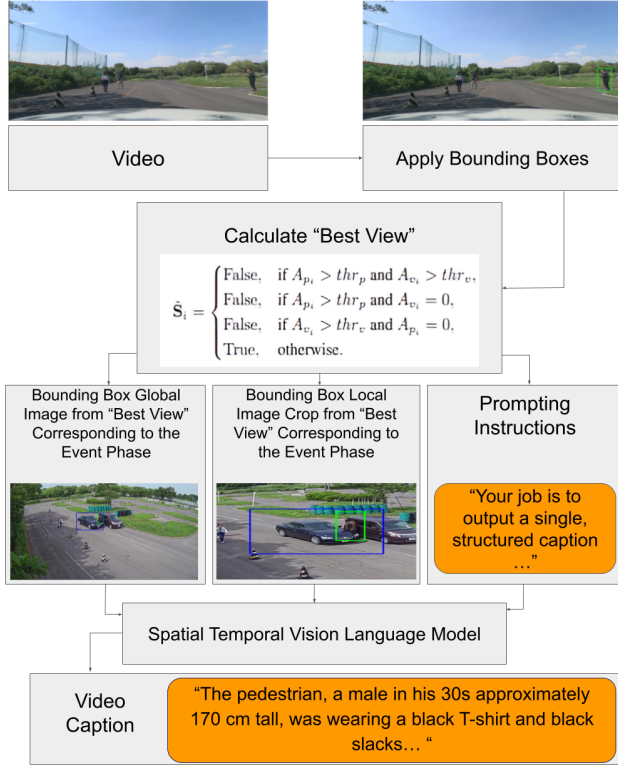 Video
Apply Bounding Boxes
Calculate “Best View”
Ŝᵢ = { False, if A_{p_i} > thr_p and A_{v_i} > thr_v,
False, if A_{p_i} > thr_p and A_{v_i} = 0,
False, if A_{v_i} > thr_v and A_{p_i} = 0,
True, otherwise.
Bounding Box Global
Image from “Best View”
Corresponding to the
Event Phase
Bounding Box Local
Image Crop from “Best
View” Corresponding to
the Event Phase
Prompting
Instructions
“Your job is to
output a single,
structured caption
…”
Spatial Temporal Vision Language Model
Video
Caption
“The pedestrian, a male in his 30s approximately
170 cm tall, was wearing a black T-shirt and black
slacks… “